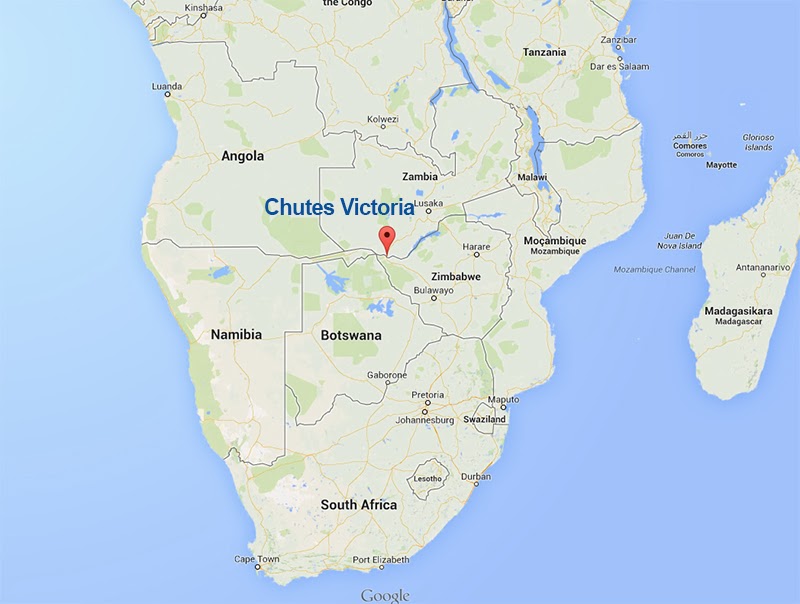 the Congo
Kinshasa
Tanzania
Zanzibar
Dar es Salaam
Luanda
Kolwezi
جزر القمر
Comores
Comoros
Glorioso
Islands
Mayotte
Angola
Zambia
Malawi
Chutes Victoria
Lusaka
Moçambique
Mozambique
Juan De
Nova Island
Harare
Mozambique Channel
Antananarivo
Zimbabwe
Bulawayo
Namibia
Botswana
Madagasikara
Madagascar
Gaborone
Pretoria
Maputo
Johannesburg
Swaziland
Lesotho
Durban
South Africa
Cape Town
Port Elizabeth
Google